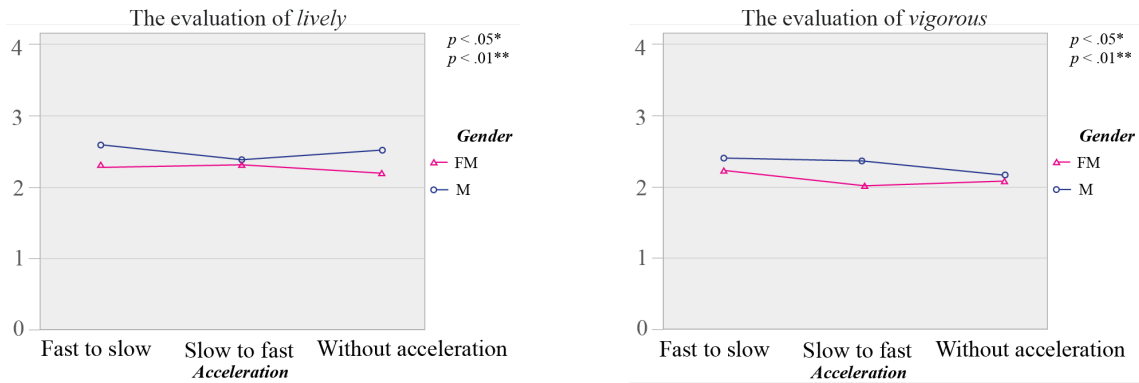 The evaluation of lively
4
3
2
1
0
p < .05*
p < .01**
Gender
FM
M
Fast to slow
Slow to fast
Without acceleration
Acceleration
The evaluation of vigorous
4
3
2
1
0
p < .05*
p < .01**
Gender
FM
M
Fast to slow
Slow to fast
Without acceleration
Acceleration